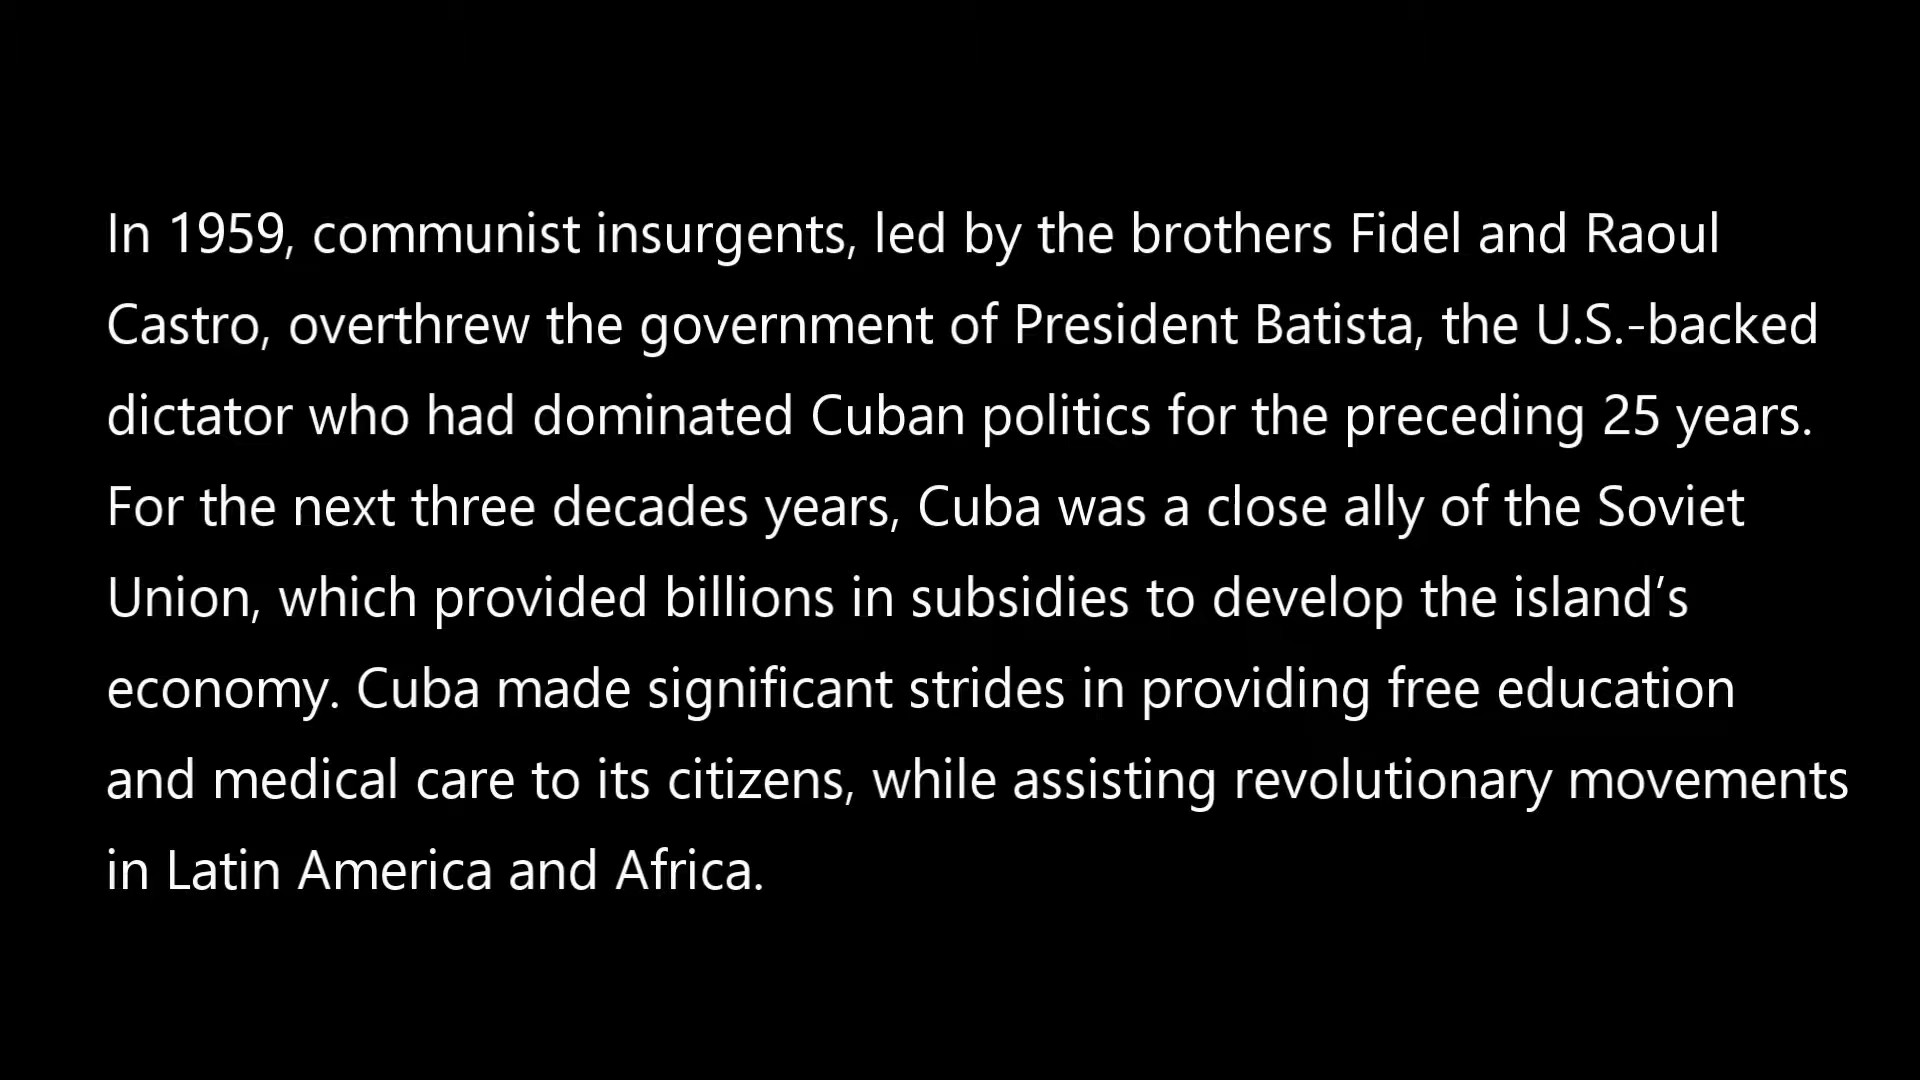 In 1959, communist insurgents, led by the brothers Fidel and Raoul
Castro, overthrew the government of President Batista, the U.S.-backed
dictator who had dominated Cuban politics for the preceding 25 years.
For the next three decades years, Cuba was a close ally of the Soviet
Union, which provided billions in subsidies to develop the island’s
economy. Cuba made significant strides in providing free education
and medical care to its citizens, while assisting revolutionary movements
in Latin America and Africa.